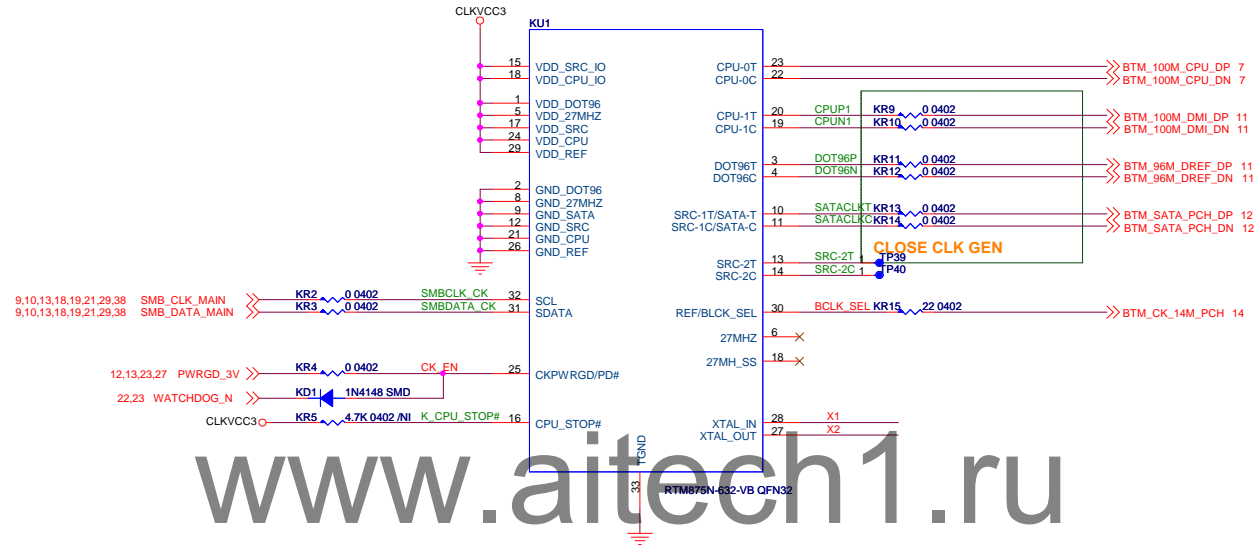 CLKVCC3
KU1
15 VDD_SRC_IO
18 VDD_CPU_IO
1 VDD_DOT96
5 VDD_27MHZ
17 VDD_SRC
24 VDD_CPU
29 VDD_REF
2 GND_DOT96
8 GND_27MHZ
9 GND_SATA
12 GND_SRC
21 GND_CPU
26 GND_REF
9,10,13,18,19,21,29,38 SMB_CLK_MAIN KR2 0 0402 SMBCLK_CK 32 SCL
9,10,13,18,19,21,29,38 SMB_DATA_MAIN KR3 0 0402 SMBDATA_CK 31 SDATA
12,13,23,27 PWRGD_3V KR4 0 0402 CK_EN 25 CKPWRGD/PD#
22,23 WATCHDOG_N KD1 1N4148 SMD
CLKVCC3 KR5 4.7K 0402 /NI K_CPU_STOP# 16 CPU_STOP#
CPU-0T 23 BTM_100M_CPU_DP 7
CPU-0C 22 BTM_100M_CPU_DN 7
CPU-1T 20 CPUP1 KR9 0 0402 BTM_100M_DMI_DP 11
CPU-1C 19 CPUN1 KR10 0 0402 BTM_100M_DMI_DN 11
DOT96T 3 DOT96P KR11 0 0402 BTM_96M_DREF_DP 11
DOT96C 4 DOT96N KR12 0 0402 BTM_96M_DREF_DN 11
SRC-1T/SATA-T 10 SATACLKT KR13 0 0402 BTM_SATA_PCH_DP 12
SRC-1C/SATA-C 11 SATACLKC KR14 0 0402 BTM_SATA_PCH_DN 12
CLOSE CLK GEN
SRC-2T 13 SRC-2T 1 TP39
SRC-2C 14 SRC-2C 1 TP40
REF/BLCK_SEL 30 BCLK_SEL KR15 22 0402 BTM_CK_14M_PCH 14
27MHZ 6
27MH_SS 18
XTAL_IN 28 X1
XTAL_OUT 27 X2
TGND
33
RTM875N-632-VB QFN32
www.aitech1.ru